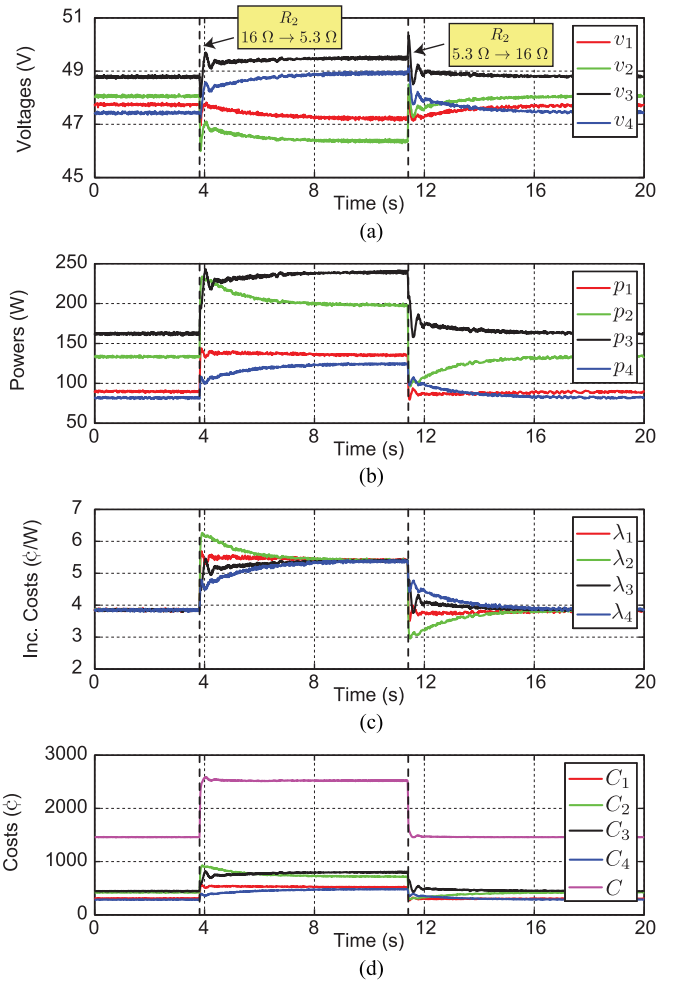 51
49
47
45
Voltages (V)
R2
16 Ω → 5.3 Ω
R2
5.3 Ω → 16 Ω
v1
v2
v3
v4
0 4 8 12 16 20
Time (s)
(a)
250
200
150
100
50
Powers (W)
p1
p2
p3
p4
0 4 8 12 16 20
Time (s)
(b)
7
6
5
4
3
2
Inc. Costs (¢/W)
λ1
λ2
λ3
λ4
0 4 8 12 16 20
Time (s)
(c)
3000
2000
1000
0
Costs (¢)
C1
C2
C3
C4
C
0 4 8 12 16 20
Time (s)
(d)